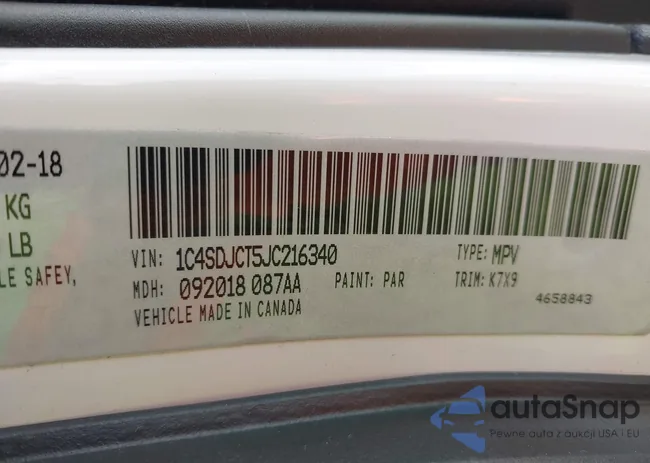 02-18
KG
LB
LE SAFEY,
VIN: 1C4SDJCT5JC216340
TYPE: MPV
MDH: 092018 087AA
PAINT: PAR
TRIM: K7X9
VEHICLE MADE IN CANADA
4658843
autaSnap
Pewne auta z aukcji USA i EU